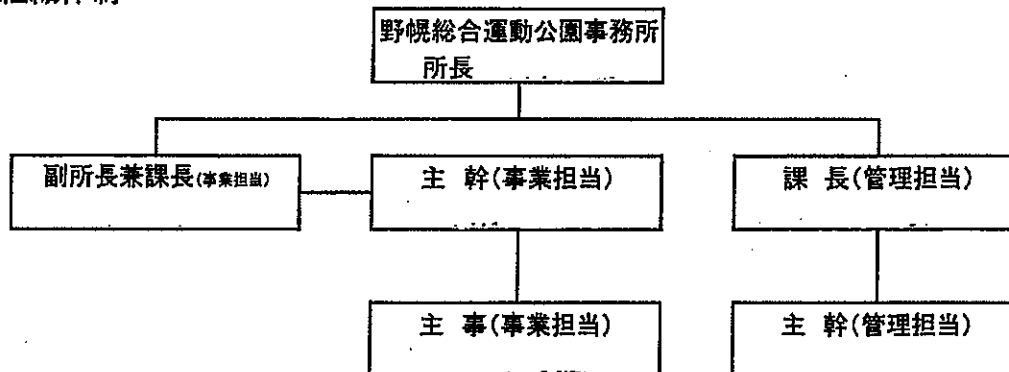 野幌総合運動公園事務所
所長
副所長兼課長(事業担当)
主 幹(事業担当)
課 長(管理担当)
主 事(事業担当)
主 幹(管理担当)